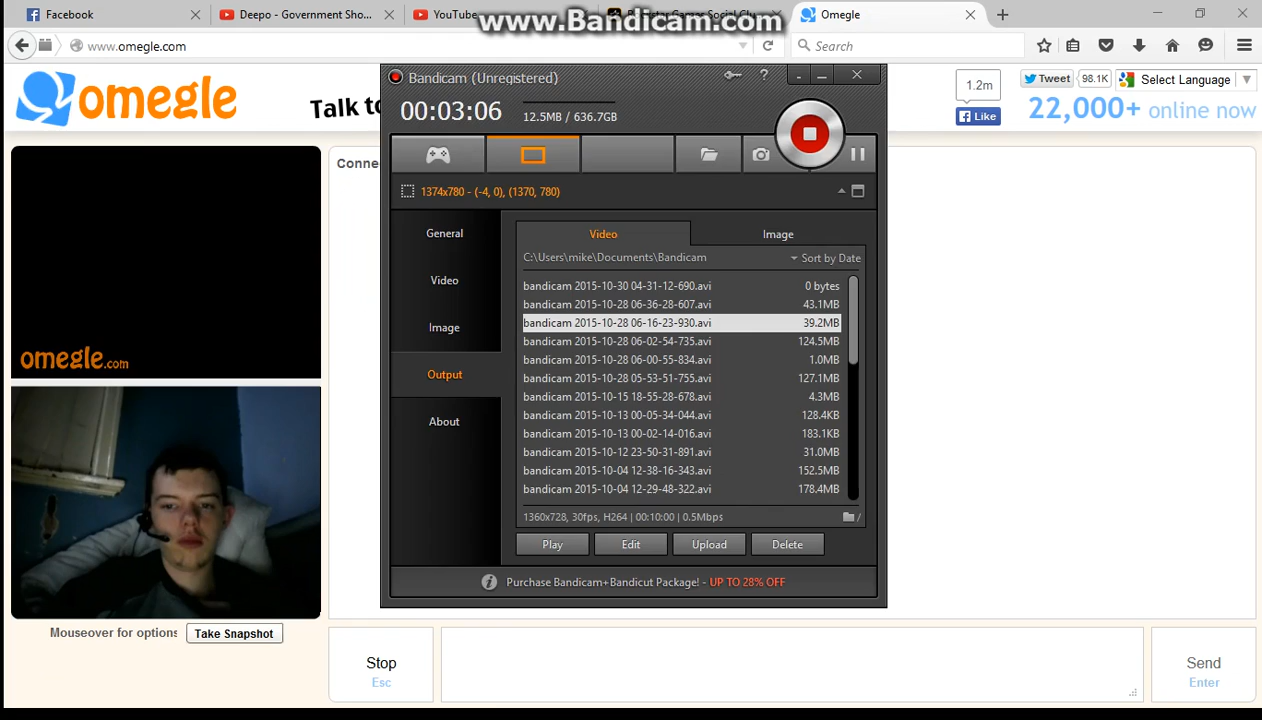 www.Bandicam.com
Facebook
Deepo - Government Sho...
YouTube
Omegle
www.omegle.com
Search
omegle
Talk to
1.2m
Like
Tweet
98.1K
Select Language
22,000+ online now
Bandicam (Unregistered)
00:03:06
12.5MB / 636.7GB
1374x780 - (-4, 0), (1370, 780)
General
Video
Image
Output
About
Video
Image
C:\Users\mike\Documents\Bandicam
Sort by Date
bandicam 2015-10-30 04-31-12-690.avi 0 bytes
bandicam 2015-10-28 06-36-28-607.avi 43.1MB
bandicam 2015-10-28 06-16-23-930.avi 39.2MB
bandicam 2015-10-28 06-02-54-735.avi 124.5MB
bandicam 2015-10-28 06-00-55-834.avi 1.0MB
bandicam 2015-10-28 05-53-51-755.avi 127.1MB
bandicam 2015-10-15 18-55-28-678.avi 4.3MB
bandicam 2015-10-13 00-05-34-044.avi 128.4KB
bandicam 2015-10-13 00-02-14-016.avi 183.1KB
bandicam 2015-10-12 23-50-31-891.avi 31.0MB
bandicam 2015-10-04 12-38-16-343.avi 152.5MB
bandicam 2015-10-04 12-29-48-322.avi 178.4MB
1360x728, 30fps, H264 | 00:10:00 | 0.5Mbps
Play
Edit
Upload
Delete
Purchase Bandicam+Bandicut Package! - UP TO 28% OFF
omegle.com
Mouseover for options
Take Snapshot
Stop
Esc
Send
Enter